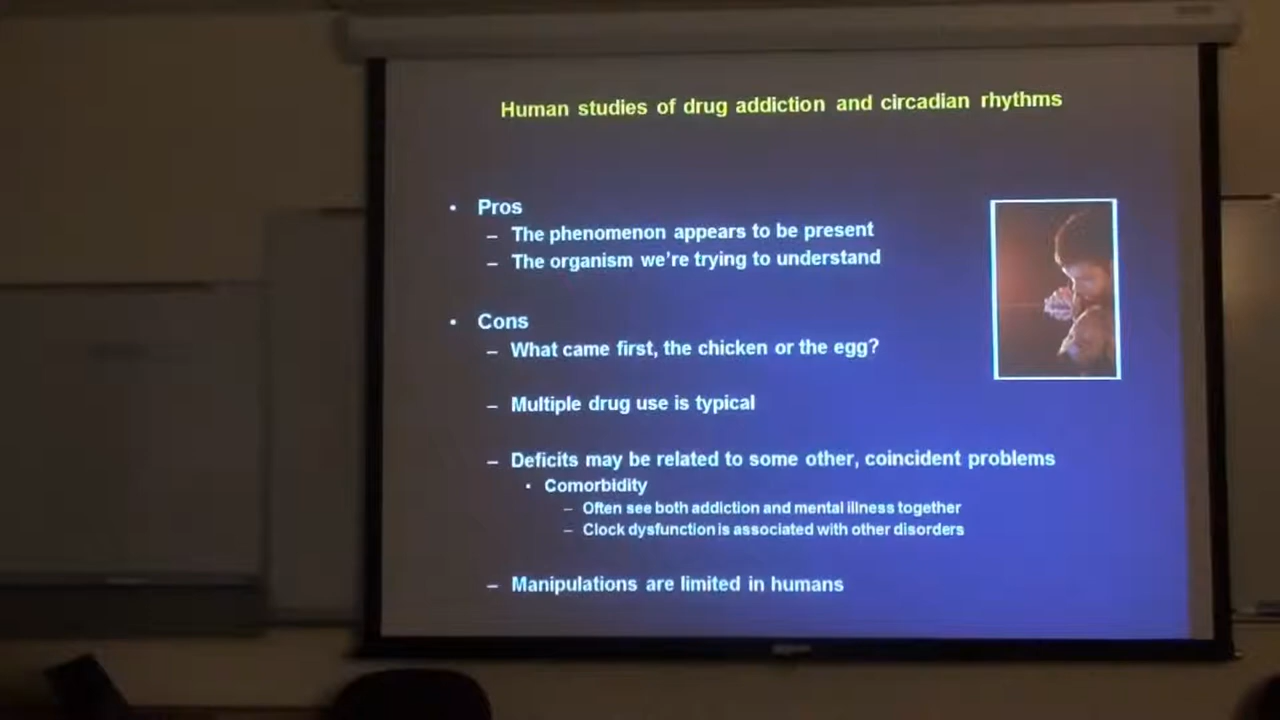 Human studies of drug addiction and circadian rhythms
• Pros
– The phenomenon appears to be present
– The organism we're trying to understand
• Cons
– What came first, the chicken or the egg?
– Multiple drug use is typical
– Deficits may be related to some other, coincident problems
• Comorbidity
– Often see both addiction and mental illness together
– Clock dysfunction is associated with other disorders
– Manipulations are limited in humans